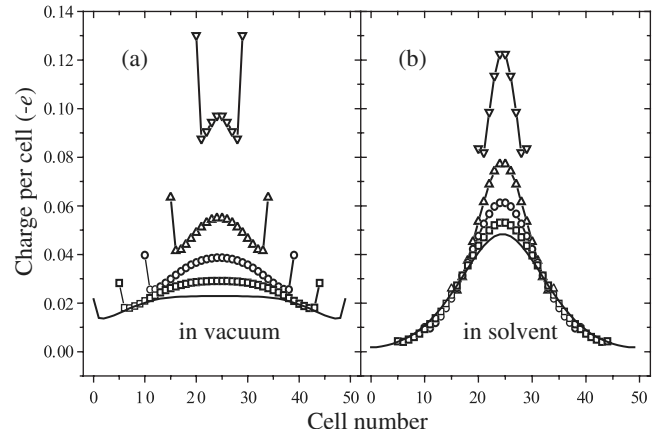 0.14
0.12
0.10
0.08
0.06
0.04
0.02
0.00
Charge per cell (-e)
(a)
(b)
in vacuum
in solvent
0 10 20 30 40 50 0 10 20 30 40 50
Cell number